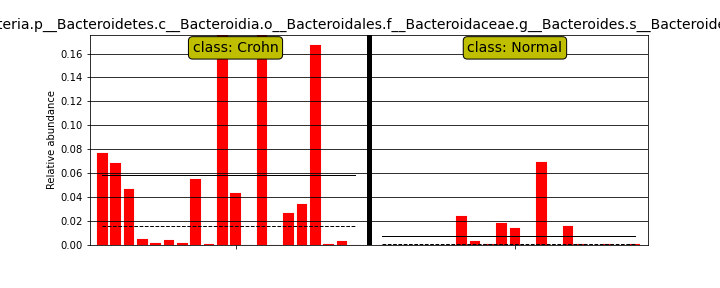 teria.p__Bacteroidetes.c__Bacteroidia.o__Bacteroidales.f__Bacteroidaceae.g__Bacteroides.s__Bacteroide
class: Crohn
class: Normal
0.16
0.14
0.12
0.10
0.08
0.06
0.04
0.02
0.00
Relative abundance